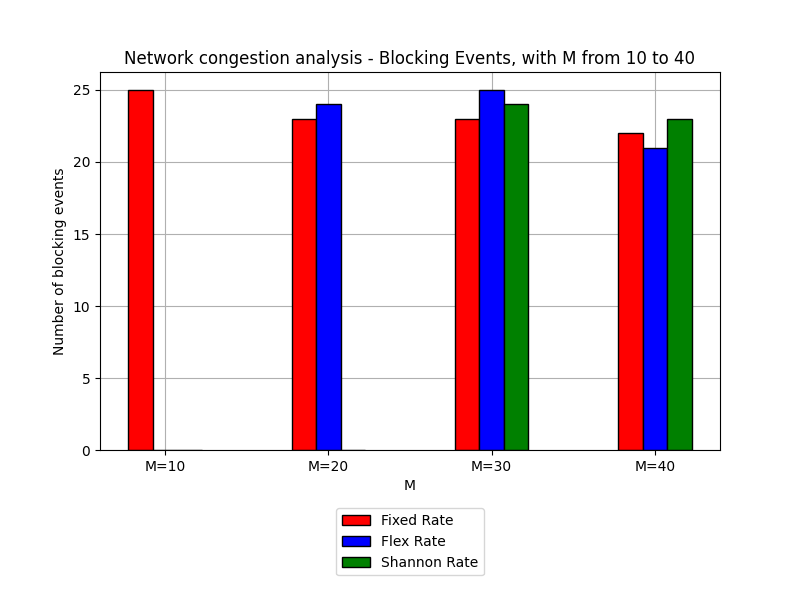 Network congestion analysis - Blocking Events, with M from 10 to 40
Number of blocking events
25
20
15
10
5
0
M=10 M=20 M=30 M=40
M
Fixed Rate
Flex Rate
Shannon Rate